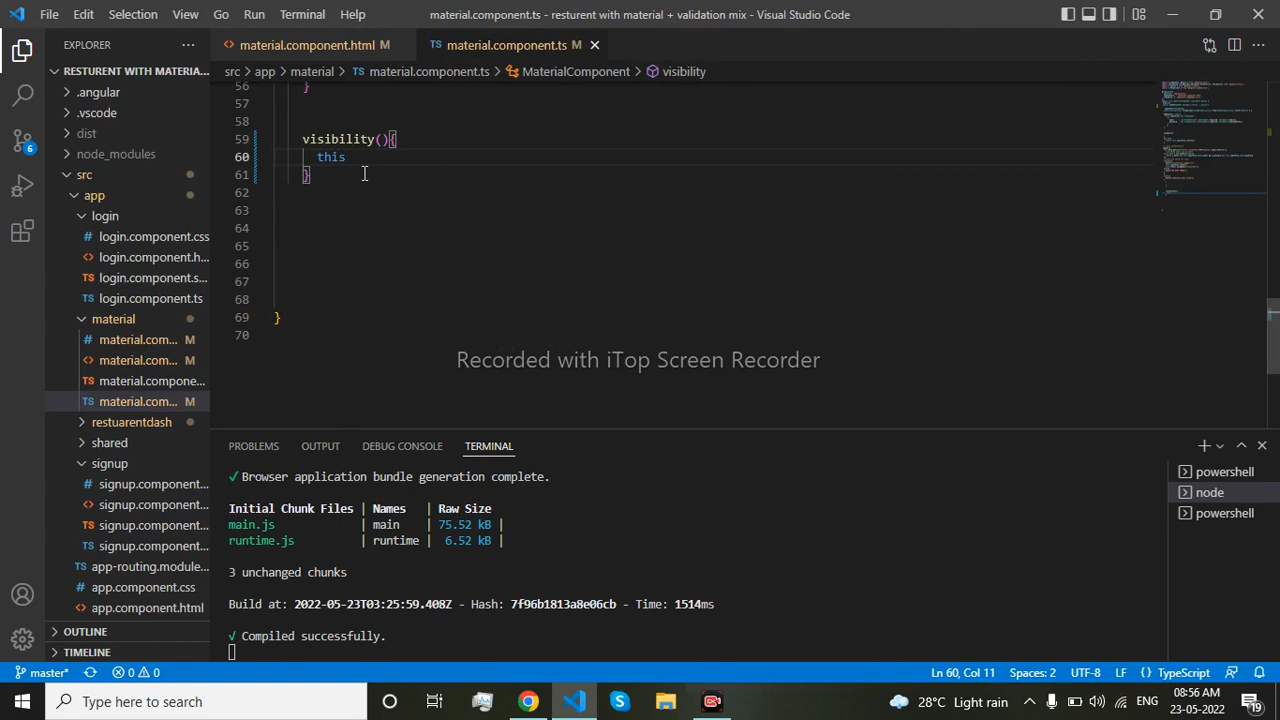 File Edit Selection View Go Run Terminal Help material.component.ts - resturent with material + validation mix - Visual Studio Code
EXPLORER
material.component.html M
material.component.ts M
RESTURENT WITH MATERIA...
src > app > material > TS material.component.ts > MaterialComponent > visibility
.angular
.vscode
dist
node_modules
src
app
login
login.component.css
login.component.h...
TS login.component.s...
TS login.component.ts
material
material.com... M
material.com... M
TS material.compone...
TS material.com... M
restuarentdash
shared
signup
signup.component...
signup.component...
TS signup.component...
TS signup.component...
app-routing.module...
app.component.css
app.component.html
OUTLINE
TIMELINE
6
56 }
57
58
59 visibility(){
60 this
61 }
62
63
64
65
66
67
68
69 }
70
Recorded with iTop Screen Recorder
PROBLEMS OUTPUT DEBUG CONSOLE TERMINAL
√ Browser application bundle generation complete.
Initial Chunk Files | Names | Raw Size
main.js | main | 75.52 kB |
runtime.js | runtime | 6.52 kB |
3 unchanged chunks
Build at: 2022-05-23T03:25:59.408Z - Hash: 7f96b1813a8e06cb - Time: 1514ms
√ Compiled successfully.
powershell
node
powershell
master* 0 0 Ln 60, Col 11 Spaces: 2 UTF-8 LF TypeScript
Type here to search
28°C Light rain
ENG
08:56 AM
23-05-2022
19